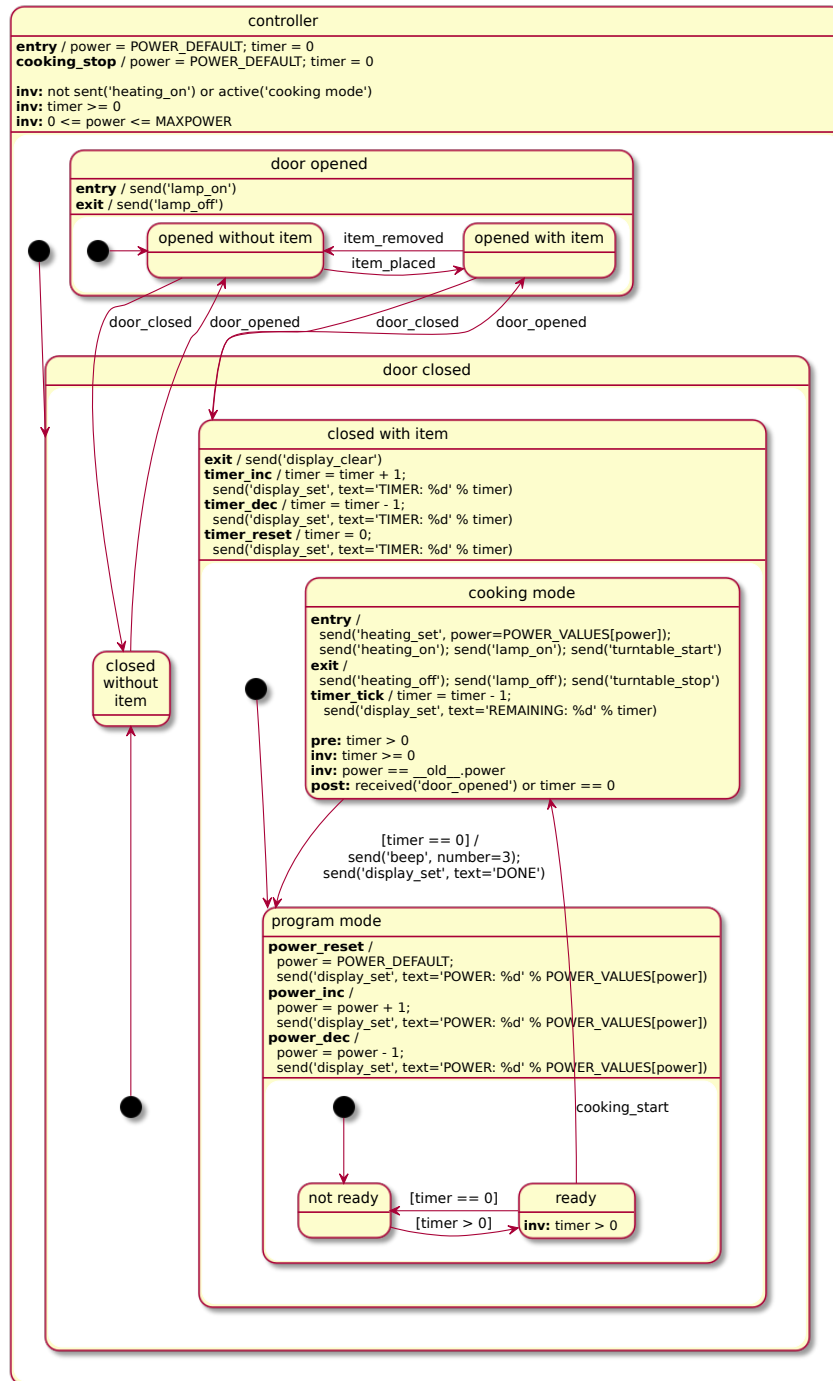 controller
entry / power = POWER_DEFAULT; timer = 0
cooking_stop / power = POWER_DEFAULT; timer = 0
inv: not sent('heating_on') or active('cooking mode')
inv: timer >= 0
inv: 0 <= power <= MAXPOWER
door opened
entry / send('lamp_on')
exit / send('lamp_off')
opened without item
item_removed
opened with item
item_placed
door_closed
door_opened
door_closed
door_opened
door closed
closed with item
exit / send('display_clear')
timer_inc / timer = timer + 1;
send('display_set', text='TIMER: %d' % timer)
timer_dec / timer = timer - 1;
send('display_set', text='TIMER: %d' % timer)
timer_reset / timer = 0;
send('display_set', text='TIMER: %d' % timer)
cooking mode
entry /
send('heating_set', power=POWER_VALUES[power]);
send('heating_on'); send('lamp_on'); send('turntable_start')
exit /
send('heating_off'); send('lamp_off'); send('turntable_stop')
timer_tick / timer = timer - 1;
send('display_set', text='REMAINING: %d' % timer)
pre: timer > 0
inv: timer >= 0
inv: power == __old__.power
post: received('door_opened') or timer == 0
closed
without
item
[timer == 0] /
send('beep', number=3);
send('display_set', text='DONE')
program mode
power_reset /
power = POWER_DEFAULT;
send('display_set', text='POWER: %d' % POWER_VALUES[power])
power_inc /
power = power + 1;
send('display_set', text='POWER: %d' % POWER_VALUES[power])
power_dec /
power = power - 1;
send('display_set', text='POWER: %d' % POWER_VALUES[power])
cooking_start
not ready
[timer == 0]
[timer > 0]
ready
inv: timer > 0